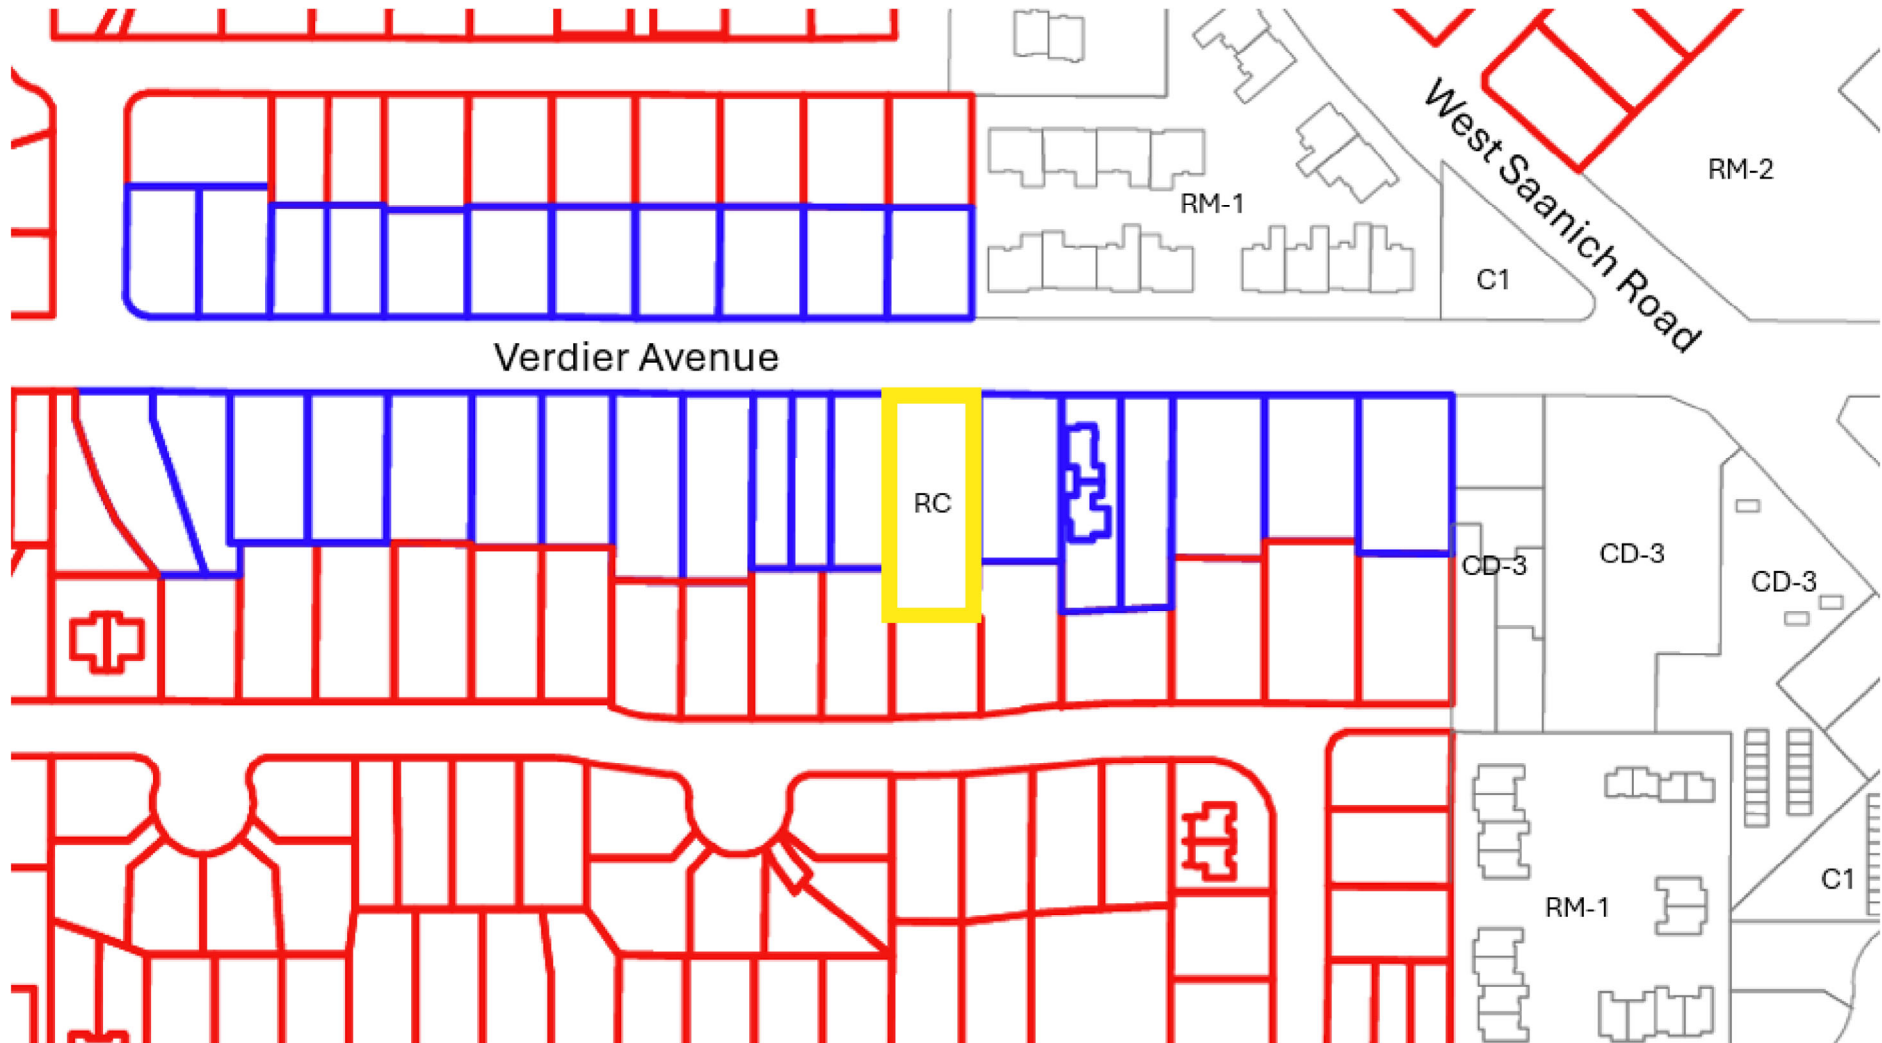 West Saanich Road
RM-2
RM-1
C1
Verdier Avenue
RC
CD-3
CD-3
CD-3
C1
RM-1